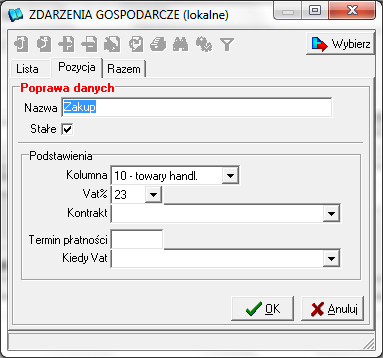 ZDARZENIA GOSPODARCZE (lokalne)
Wybierz
Lista Pozycja Razem
Poprawa danych
Nazwa Zakup
Stałe
Podstawienia
Kolumna 10 - towary handl.
Vat% 23
Kontrakt
Termin płatności
Kiedy Vat
OK Anuluj